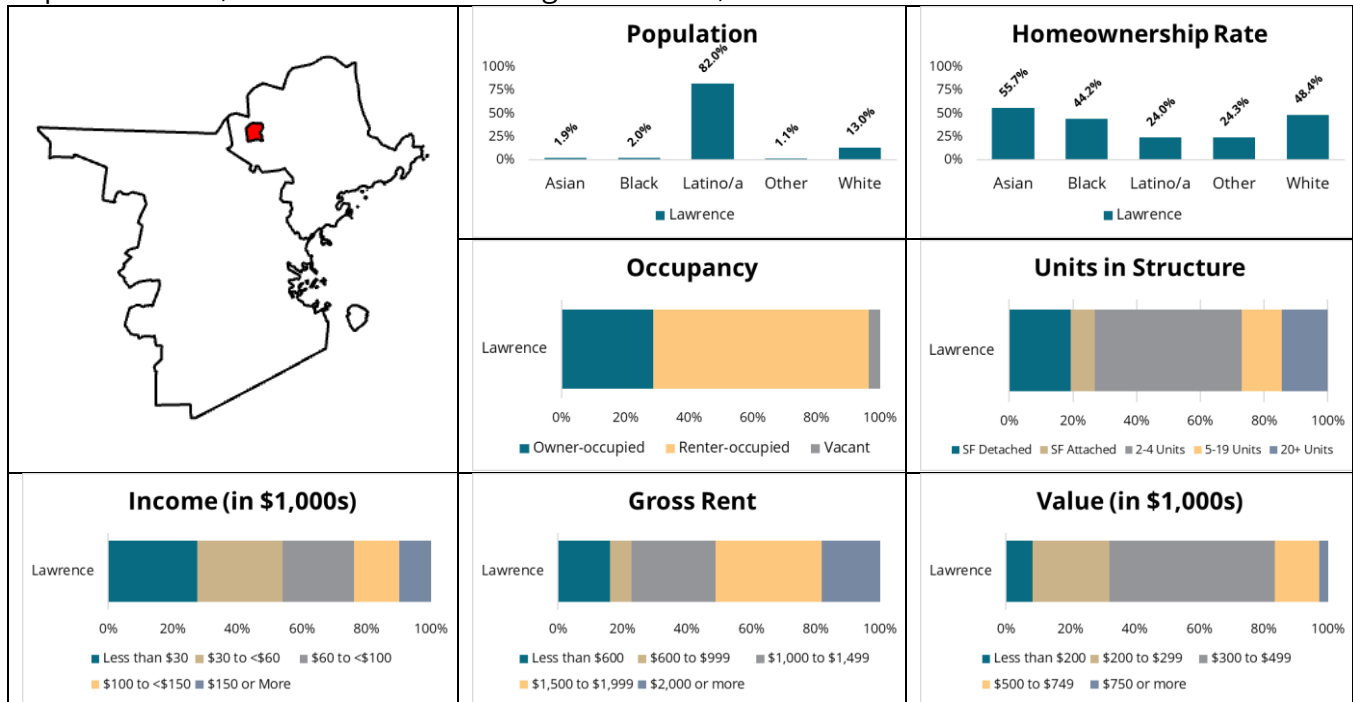 Population
100%
75%
50%
25%
0%
1.9%
2.0%
82.0%
1.1%
13.0%
Asian Black Latino/a Other White
Lawrence
Homeownership Rate
100%
75%
50%
25%
0%
55.7%
44.2%
24.0%
24.3%
48.4%
Asian Black Latino/a Other White
Lawrence
Occupancy
Lawrence
0% 20% 40% 60% 80% 100%
Owner-occupied Renter-occupied Vacant
Units in Structure
Lawrence
0% 20% 40% 60% 80% 100%
SF Detached SF Attached 2-4 Units 5-19 Units 20+ Units
Income (in $1,000s)
Lawrence
0% 20% 40% 60% 80% 100%
Less than $30 $30 to <$60 $60 to <$100
$100 to <$150 $150 or More
Gross Rent
Lawrence
0% 20% 40% 60% 80% 100%
Less than $600 $600 to $999 $1,000 to $1,499
$1,500 to $1,999 $2,000 or more
Value (in $1,000s)
Lawrence
0% 20% 40% 60% 80% 100%
Less than $200 $200 to $299 $300 to $499
$500 to $749 $750 or more